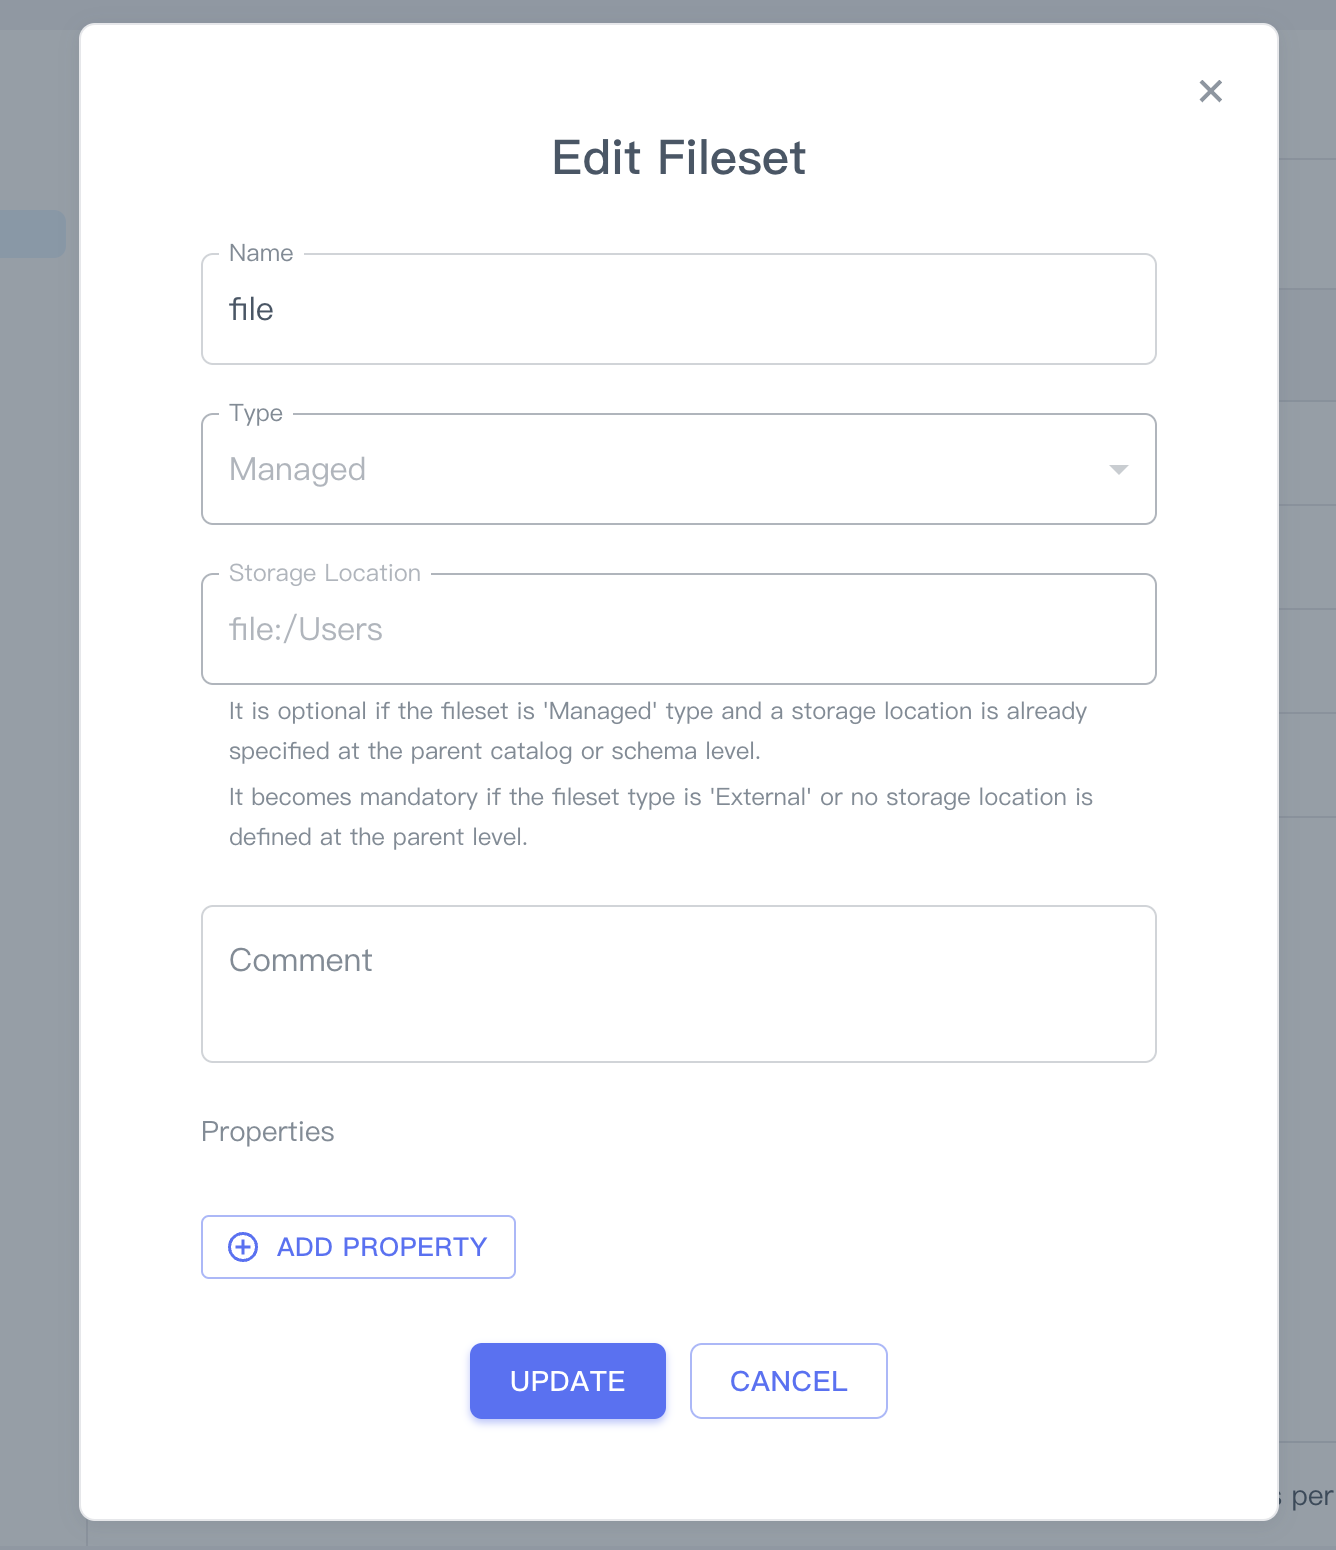 Edit Fileset
Name
file
Type
Managed
Storage Location
file:/Users
It is optional if the fileset is 'Managed' type and a storage location is already
specified at the parent catalog or schema level.
It becomes mandatory if the fileset type is 'External' or no storage location is
defined at the parent level.
Comment
Properties
ADD PROPERTY
UPDATE
CANCEL
per